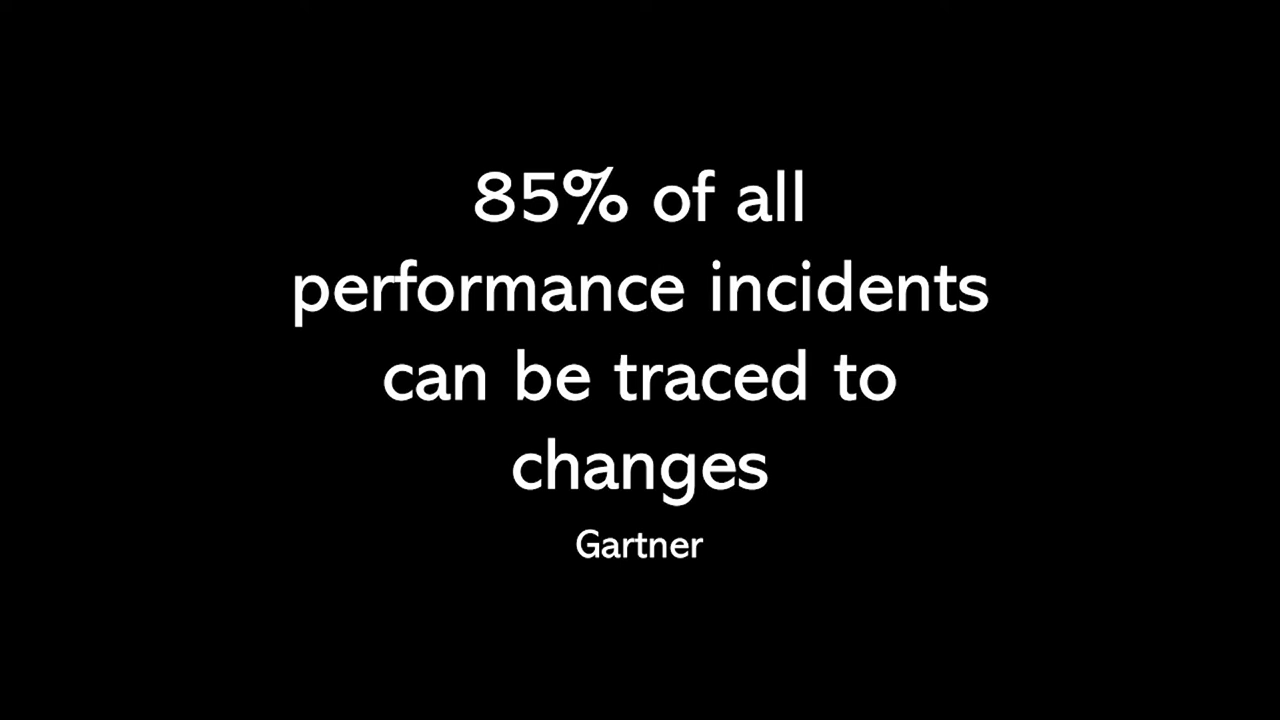 85% of all
performance incidents
can be traced to
changes
Gartner